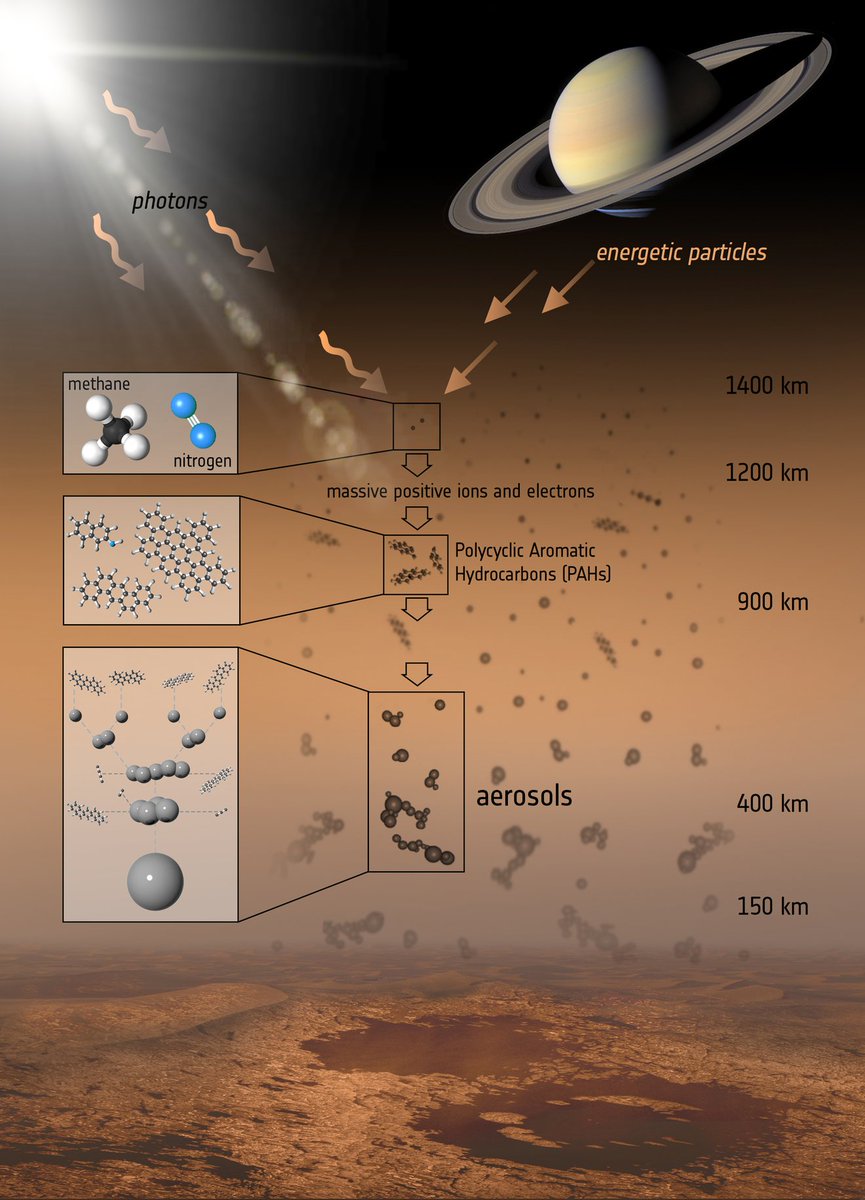 photons
energetic particles
1400 km
methane
nitrogen
1200 km
massive positive ions and electrons
Polycyclic Aromatic
Hydrocarbons (PAHs)
900 km
aerosols
400 km
150 km